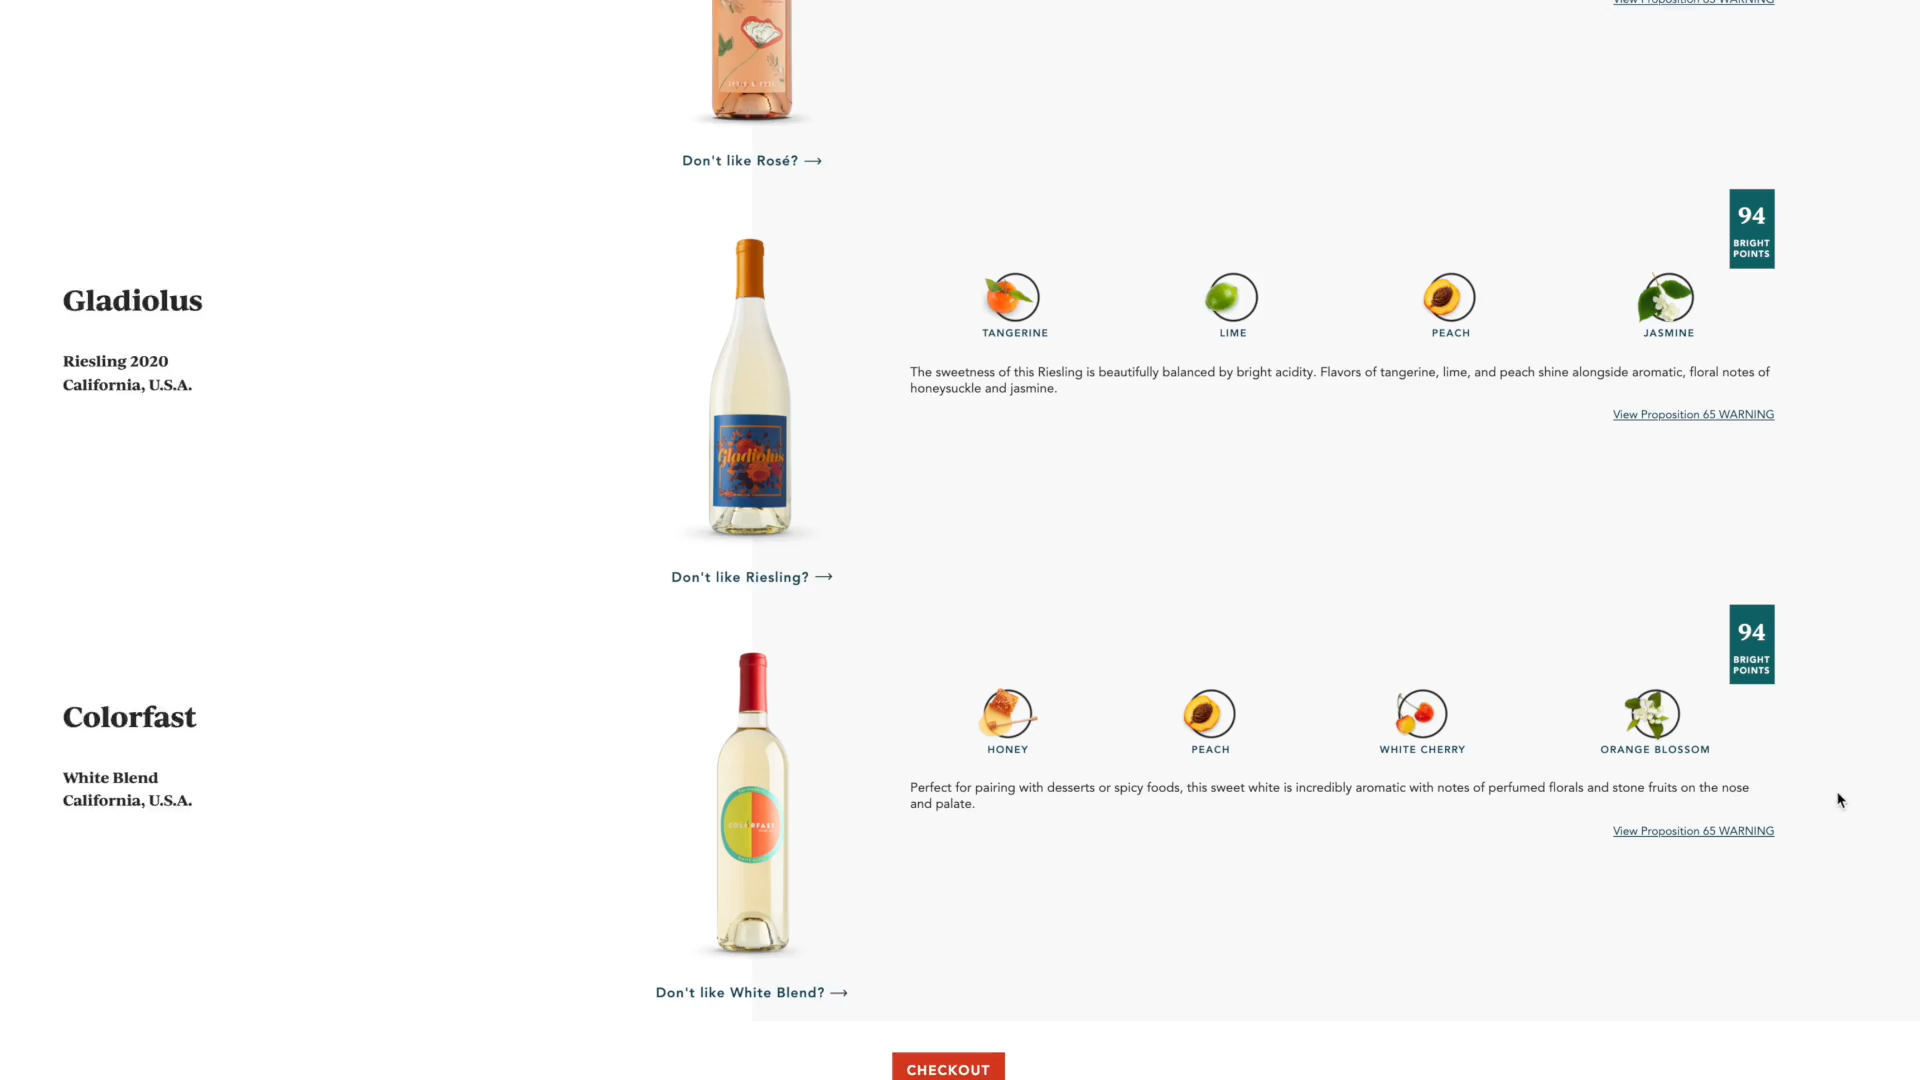 View Proposition 65 WARNING
Don't like Rosé? →
94
BRIGHT
POINTS
Gladiolus
Riesling 2020
California, U.S.A.
Gladiolus
TANGERINE
LIME
PEACH
JASMINE
The sweetness of this Riesling is beautifully balanced by bright acidity. Flavors of tangerine, lime, and peach shine alongside aromatic, floral notes of
honeysuckle and jasmine.
View Proposition 65 WARNING
Don't like Riesling? →
94
BRIGHT
POINTS
Colorfast
White Blend
California, U.S.A.
COLORFAST
HONEY
PEACH
WHITE CHERRY
ORANGE BLOSSOM
Perfect for pairing with desserts or spicy foods, this sweet white is incredibly aromatic with notes of perfumed florals and stone fruits on the nose
and palate.
View Proposition 65 WARNING
Don't like White Blend? →
CHECKOUT